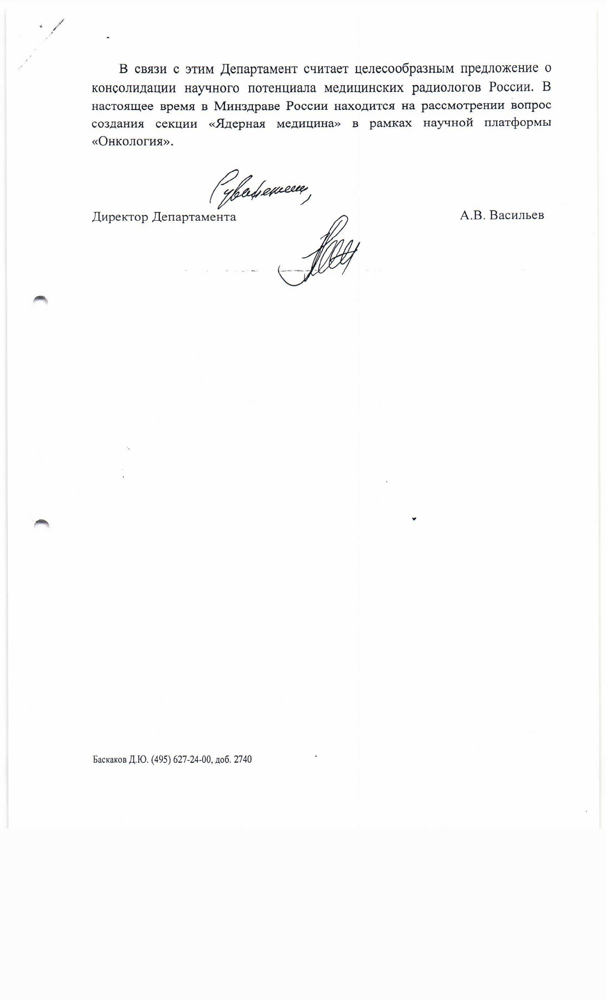 В связи с этим Департамент считает целесообразным предложение о
консолидации научного потенциала медицинских радиологов России. В
настоящее время в Минздраве России находится на рассмотрении вопрос
создания секции «Ядерная медицина» в рамках научной платформы
«Онкология».
С уважением,
Директор Департамента А.В. Васильев
Баскаков Д.Ю. (495) 627-24-00, доб. 2740